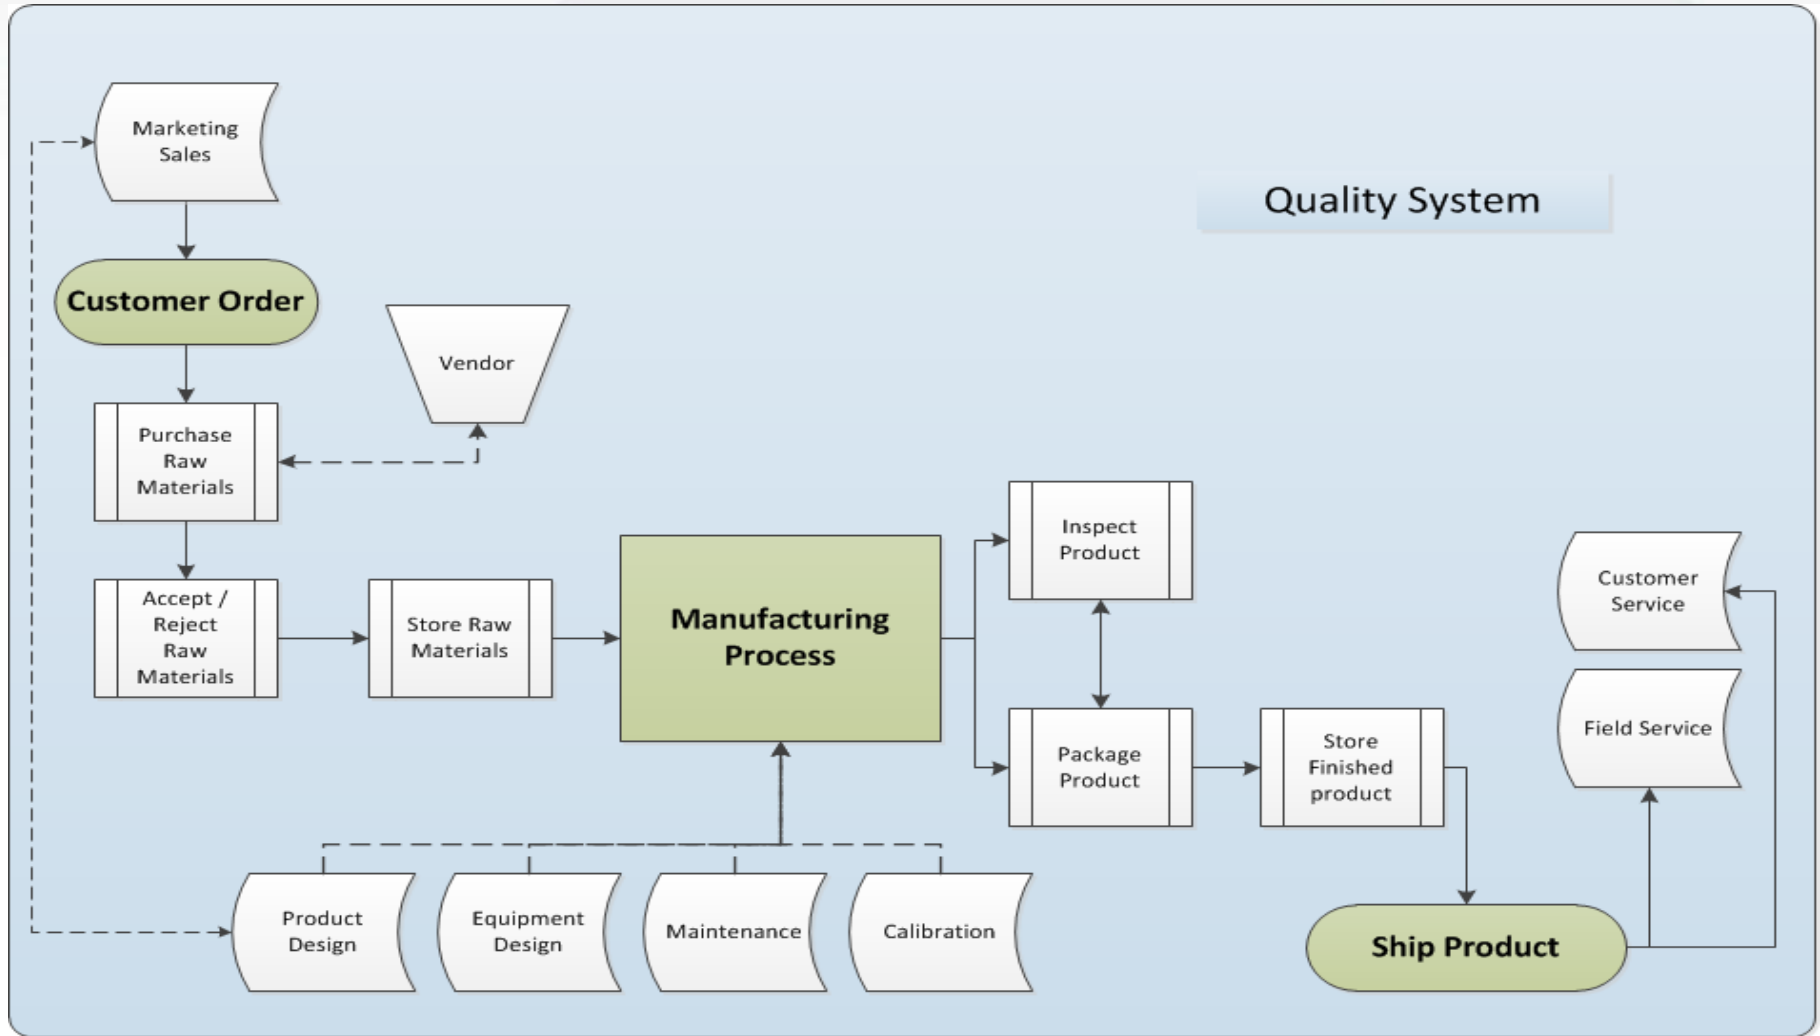 Marketing
Sales
Quality System
Customer Order
Vendor
Purchase
Raw
Materials
Accept /
Reject
Raw
Materials
Store Raw
Materials
Manufacturing
Process
Inspect
Product
Package
Product
Store
Finished
product
Customer
Service
Field Service
Product
Design
Equipment
Design
Maintenance
Calibration
Ship Product